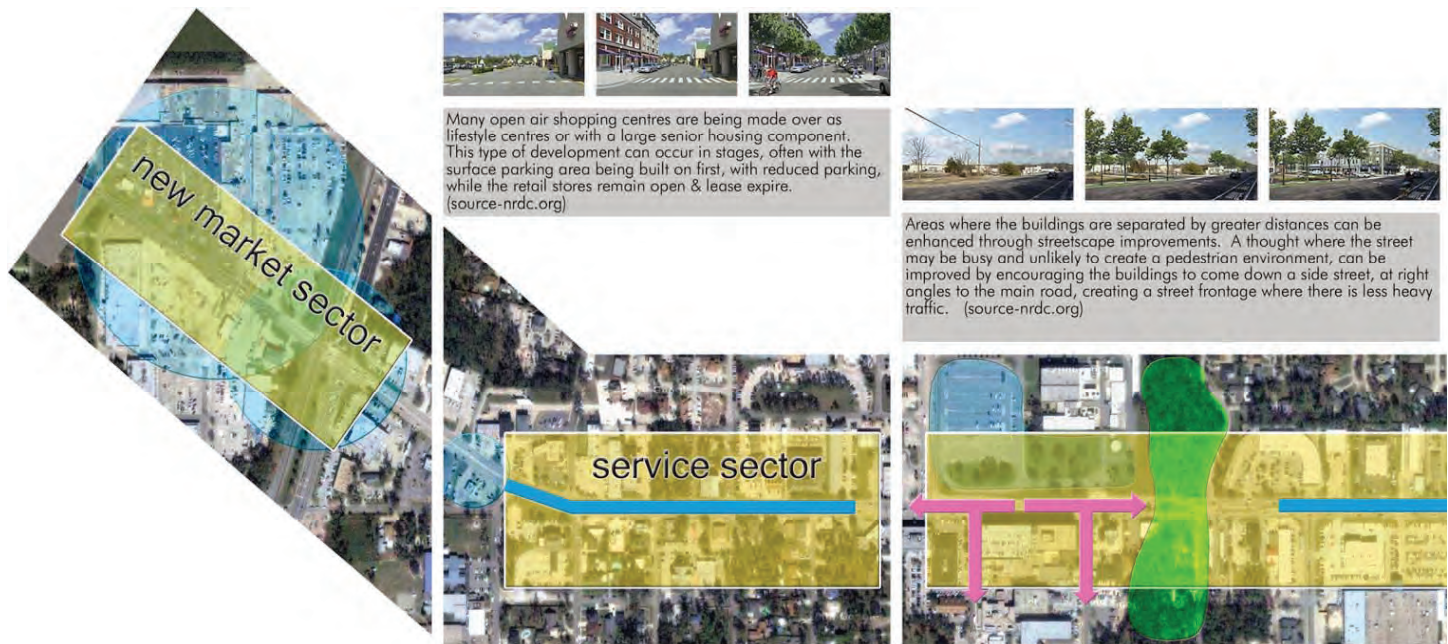 new market sector
Many open air shopping centres are being made over as
lifestyle centres or with a large senior housing component.
This type of development can occur in stages, often with the
surface parking area being built on first, with reduced parking,
while the retail stores remain open & lease expire.
(source-nrdc.org)
service sector
Areas where the buildings are separated by greater distances can be
enhanced through streetscape improvements. A thought where the street
may be busy and unlikely to create a pedestrian environment, can be
improved by encouraging the buildings to come down a side street, at right
angles to the main road, creating a street frontage where there is less heavy
traffic. (source-nrdc.org)